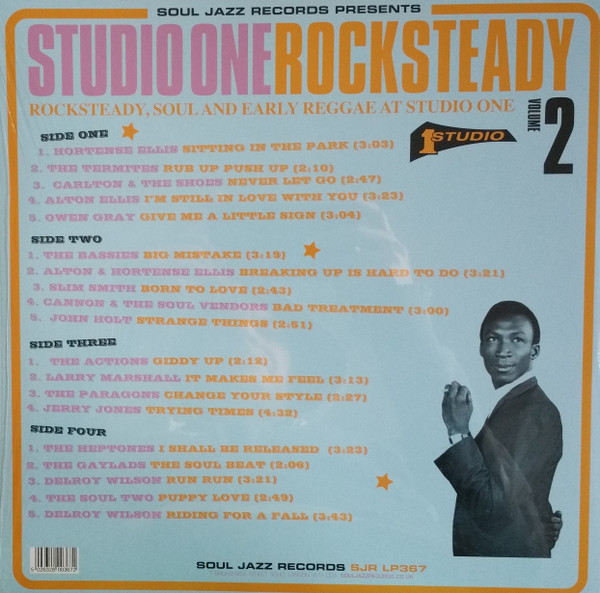 SOUL JAZZ RECORDS PRESENTS
STUDIO ONE ROCKSTEADY
ROCKSTEADY, SOUL AND EARLY REGGAE AT STUDIO ONE
VOLUME 2
1 STUDIO
SIDE ONE
1. HORTENSE ELLIS SITTING IN THE PARK (3:03)
2. THE TERMITES RUB UP PUSH UP (2:10)
3. CARLTON & THE SHOES NEVER LET GO (2:47)
4. ALTON ELLIS I'M STILL IN LOVE WITH YOU (3:23)
5. OWEN GRAY GIVE ME A LITTLE SIGN (3:04)
SIDE TWO
1. THE BASSIES BIG MISTAKE (3:19)
2. ALTON & HORTENSE ELLIS BREAKING UP IS HARD TO DO (3:21)
3. SLIM SMITH BORN TO LOVE (2:43)
4. CANNON & THE SOUL VENDORS BAD TREATMENT (3:00)
5. JOHN HOLT STRANGE THINGS (2:51)
SIDE THREE
1. THE ACTIONS GIDDY UP (2:12)
2. LARRY MARSHALL IT MAKES ME FEEL (3:13)
3. THE PARAGONS CHANGE YOUR STYLE (2:27)
4. JERRY JONES TRYING TIMES (4:32)
SIDE FOUR
1. THE HEPTONES I SHALL BE RELEASED (3:23)
2. THE GAYLADS THE SOUL BEAT (2:06)
3. DELROY WILSON RUN RUN (3:21)
4. THE SOUL TWO PUPPY LOVE (2:49)
5. DELROY WILSON RIDING FOR A FALL (3:43)
SOUL JAZZ RECORDS SJR LP367